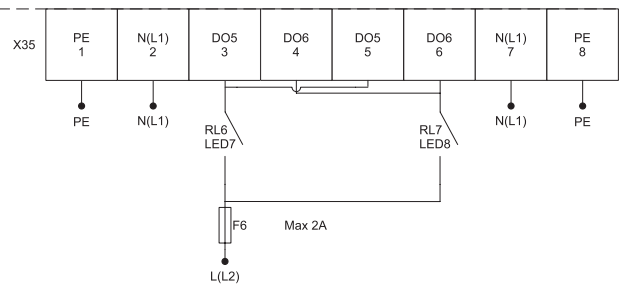 X35
PE
1
N(L1)
2
DO5
3
DO6
4
DO5
5
DO6
6
N(L1)
7
PE
8
PE
N(L1)
N(L1)
PE
RL6
LED7
RL7
LED8
F6
Max 2A
L(L2)